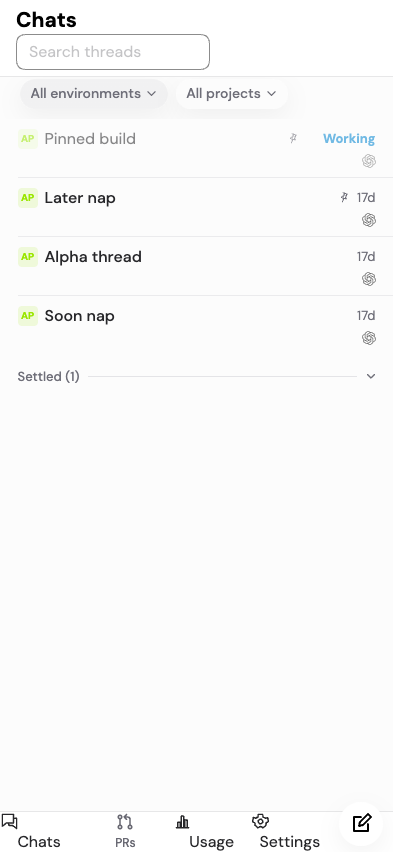 Chats
Search threads
All environments All projects
AP Pinned build Working
AP Later nap 17d
AP Alpha thread 17d
AP Soon nap 17d
Settled (1)
Chats PRs Usage Settings